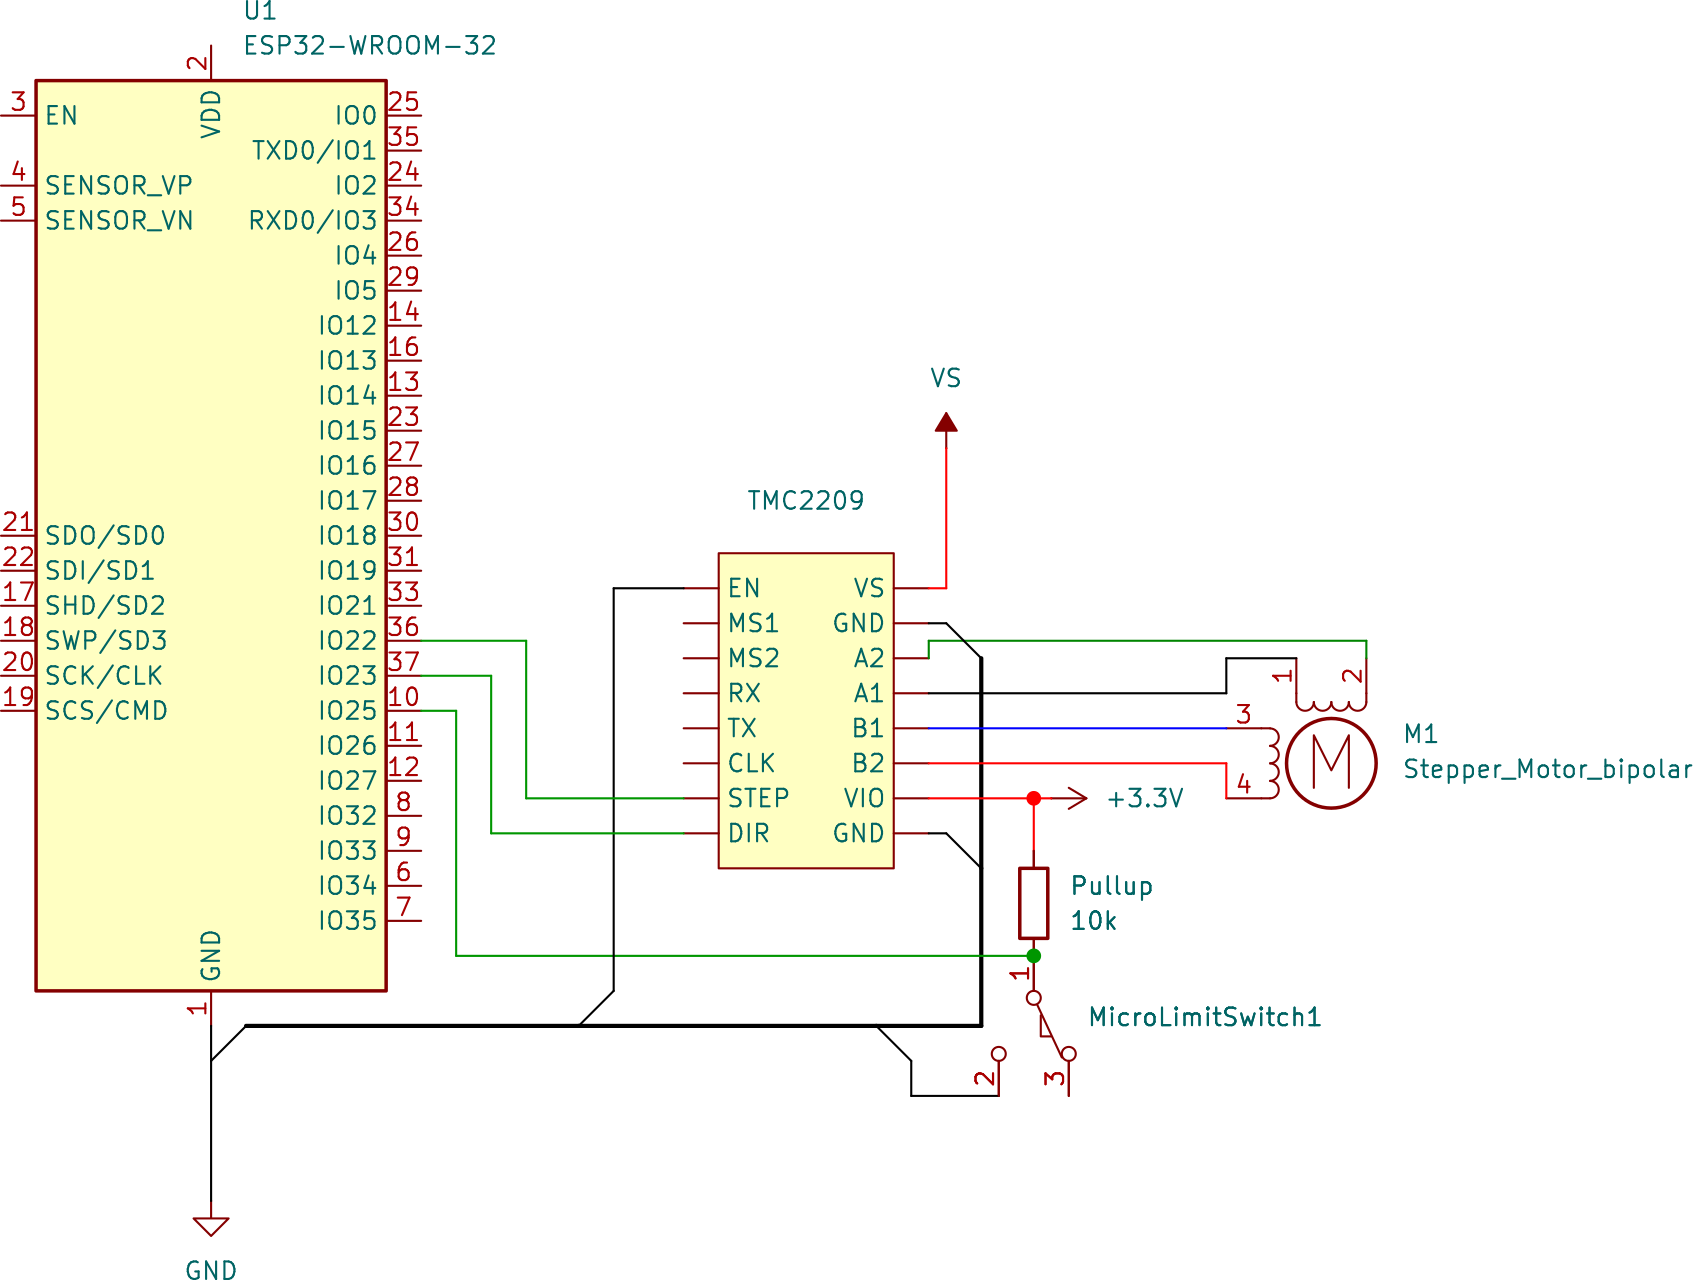 U1
ESP32-WROOM-32
2
VDD
3
EN
4
SENSOR_VP
5
SENSOR_VN
21
SDO/SD0
22
SDI/SD1
17
SHD/SD2
18
SWP/SD3
20
SCK/CLK
19
SCS/CMD
IO0
25
TXD0/IO1
35
IO2
24
RXD0/IO3
34
IO4
26
IO5
29
IO12
14
IO13
16
IO14
13
IO15
23
IO16
27
IO17
28
IO18
30
IO19
31
IO21
33
IO22
36
IO23
37
IO25
10
IO26
11
IO27
12
IO32
8
IO33
9
IO34
6
IO35
7
GND
1
GND
TMC2209
EN
MS1
MS2
RX
TX
CLK
STEP
DIR
VS
GND
A2
A1
B1
B2
VIO
GND
VS
+3.3V
1
2
3
4
M
M1
Stepper_Motor_bipolar
Pullup
10k
1
MicroLimitSwitch1
2
3